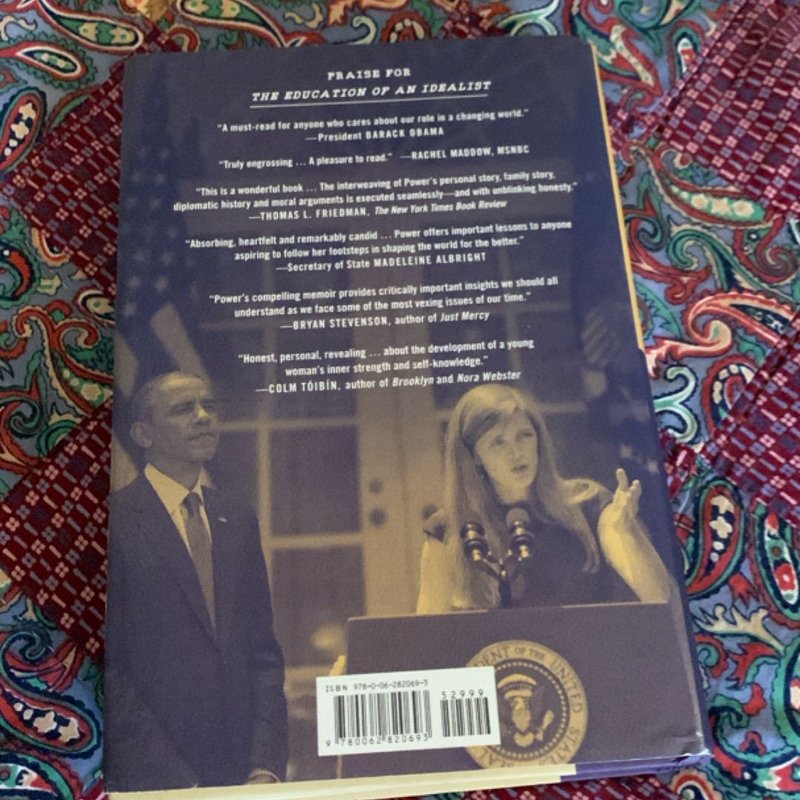 PRAISE FOR
THE EDUCATION OF AN IDEALIST
“A must-read for anyone who cares about our role in a changing world.”
—President BARACK OBAMA
“Truly engrossing ... A pleasure to read.” —RACHEL MADDOW, MSNBC
“This is a wonderful book ... The interweaving of Power’s personal story, family story,
diplomatic history and moral arguments is executed seamlessly—and with unblinking honesty.”
—THOMAS L. FRIEDMAN, The New York Times Book Review
“Absorbing, heartfelt and remarkably candid ... Power offers important lessons to anyone
aspiring to follow her footsteps in shaping the world for the better.”
—Secretary of State MADELEINE ALBRIGHT
“Power’s compelling memoir provides critically important insights we should all
understand as we face some of the most vexing issues of our time.”
—BRYAN STEVENSON, author of Just Mercy
“Honest, personal, revealing ... about the development of a young
woman’s inner strength and self-knowledge.”
—COLM TÓIBÍN, author of Brooklyn and Nora Webster
ISBN 978-0-06-282069-3
52999
9 780062 820693
DENT OF THE UNITED STATES